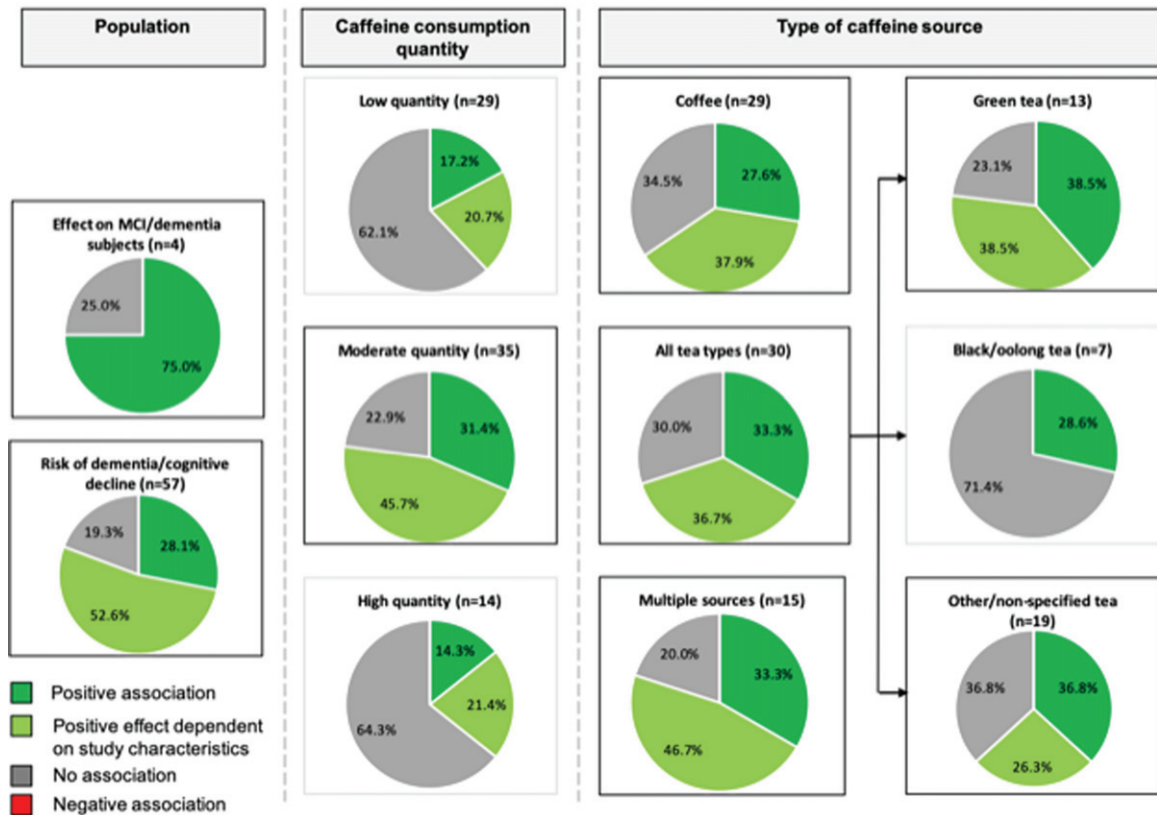 Population
Effect on MCI/dementia
subjects (n=4)
25.0%
75.0%
Risk of dementia/cognitive
decline (n=57)
19.3%
28.1%
52.6%
Positive association
Positive effect dependent
on study characteristics
No association
Negative association
Caffeine consumption
quantity
Low quantity (n=29)
17.2%
20.7%
62.1%
Moderate quantity (n=35)
22.9%
31.4%
45.7%
High quantity (n=14)
14.3%
21.4%
64.3%
Type of caffeine source
Coffee (n=29)
34.5%
27.6%
37.9%
All tea types (n=30)
30.0%
33.3%
36.7%
Multiple sources (n=15)
20.0%
33.3%
46.7%
Green tea (n=13)
23.1%
38.5%
38.5%
Black/oolong tea (n=7)
28.6%
71.4%
Other/non-specified tea
(n=19)
36.8%
36.8%
26.3%